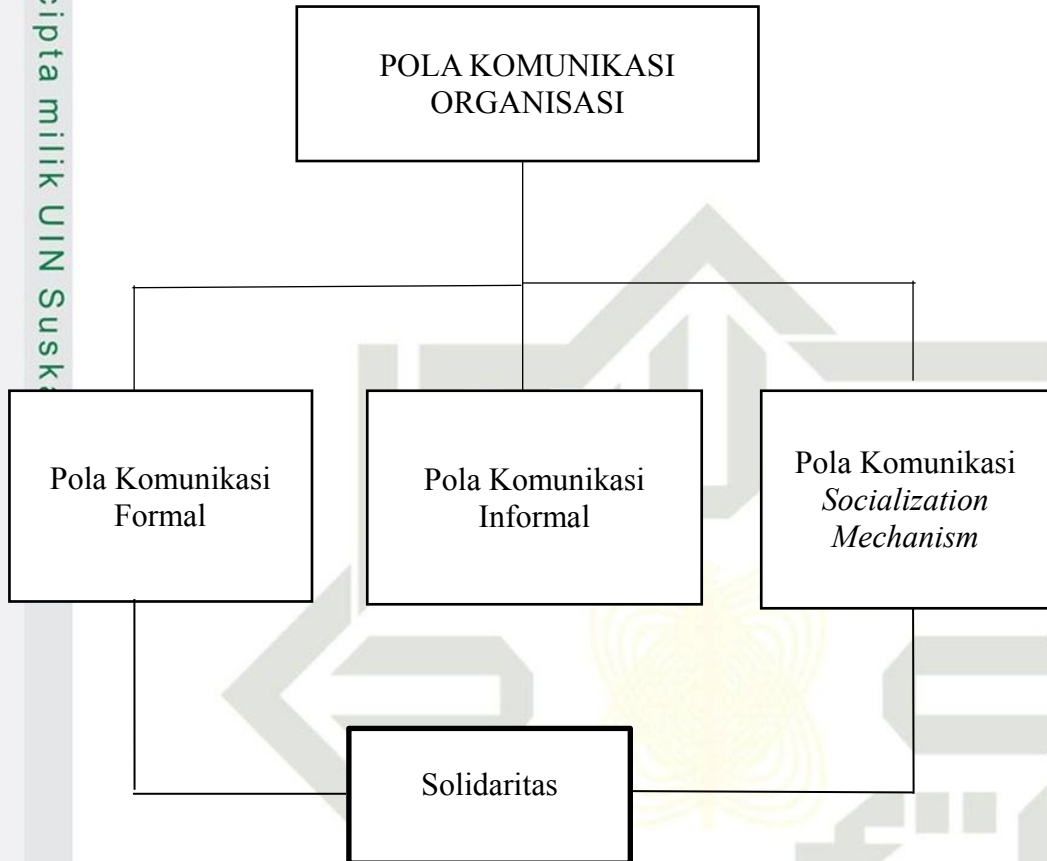 cipta milik UIN Suska
POLA KOMUNIKASI
ORGANISASI
Pola Komunikasi
Formal
Pola Komunikasi
Informal
Pola Komunikasi
Socialization
Mechanism
Solidaritas